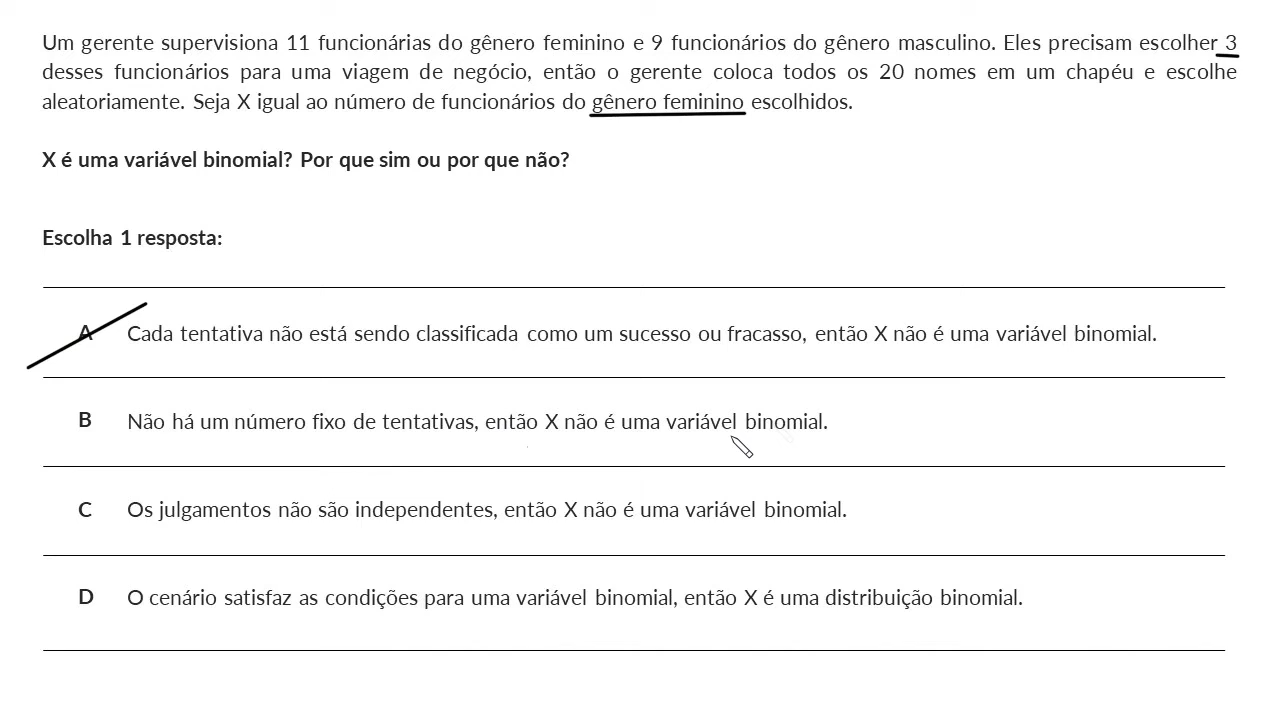 Um gerente supervisiona 11 funcionárias do gênero feminino e 9 funcionários do gênero masculino. Eles precisam escolher 3
desses funcionários para uma viagem de negócio, então o gerente coloca todos os 20 nomes em um chapéu e escolhe
aleatoriamente. Seja X igual ao número de funcionários do gênero feminino escolhidos.
X é uma variável binomial? Por que sim ou por que não?
Escolha 1 resposta:
A Cada tentativa não está sendo classificada como um sucesso ou fracasso, então X não é uma variável binomial.
B Não há um número fixo de tentativas, então X não é uma variável binomial.
C Os julgamentos não são independentes, então X não é uma variável binomial.
D O cenário satisfaz as condições para uma variável binomial, então X é uma distribuição binomial.